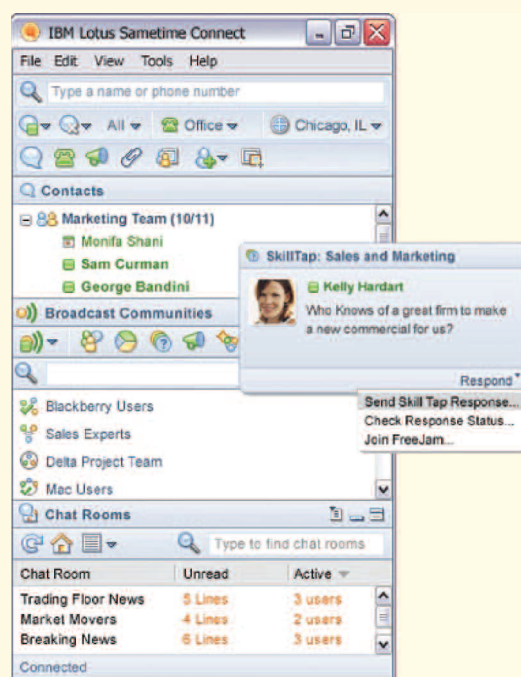 IBM Lotus Sametime Connect
File Edit View Tools Help
Type a name or phone number
All Office Chicago, IL
Contacts
Marketing Team (10/11)
Monifa Shani
Sam Curman
George Bandini
SkillTap: Sales and Marketing
Kelly Hardart
Who Knows of a great firm to make
a new commercial for us?
Respond
Send Skill Tap Response...
Check Response Status...
Join FreeJam...
Broadcast Communities
Blackberry Users
Sales Experts
Delta Project Team
Mac Users
Chat Rooms
Type to find chat rooms
Chat Room Unread Active
Trading Floor News 5 Lines 3 users
Market Movers 4 Lines 2 users
Breaking News 6 Lines 3 users
Connected